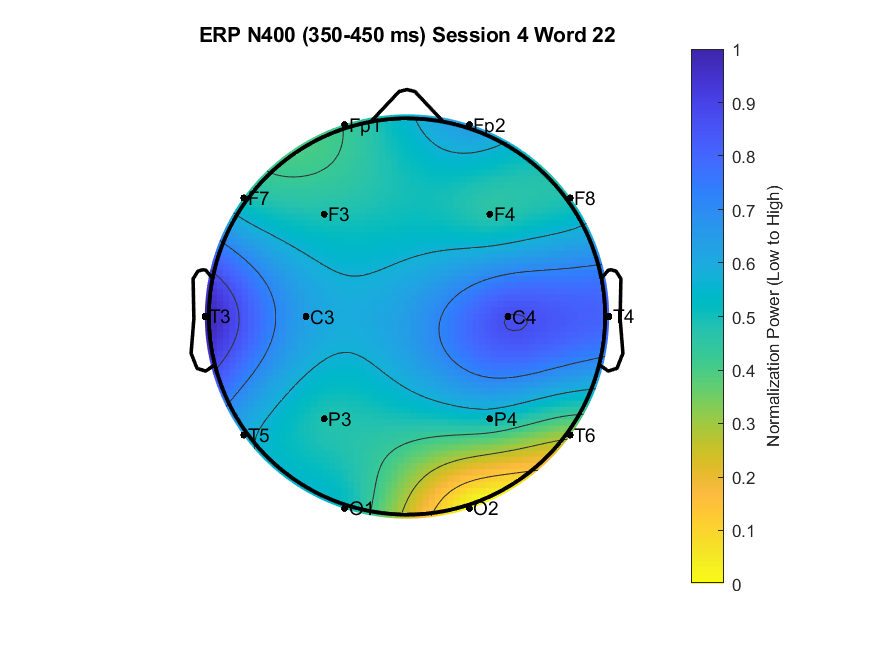 ERP N400 (350-450 ms) Session 4 Word 22
Fp1
Fp2
F7
F3
F4
F8
T3
C3
C4
T4
T5
P3
P4
T6
O1
O2
1
0.9
0.8
0.7
0.6
0.5
0.4
0.3
0.2
0.1
0
Normalization Power (Low to High)